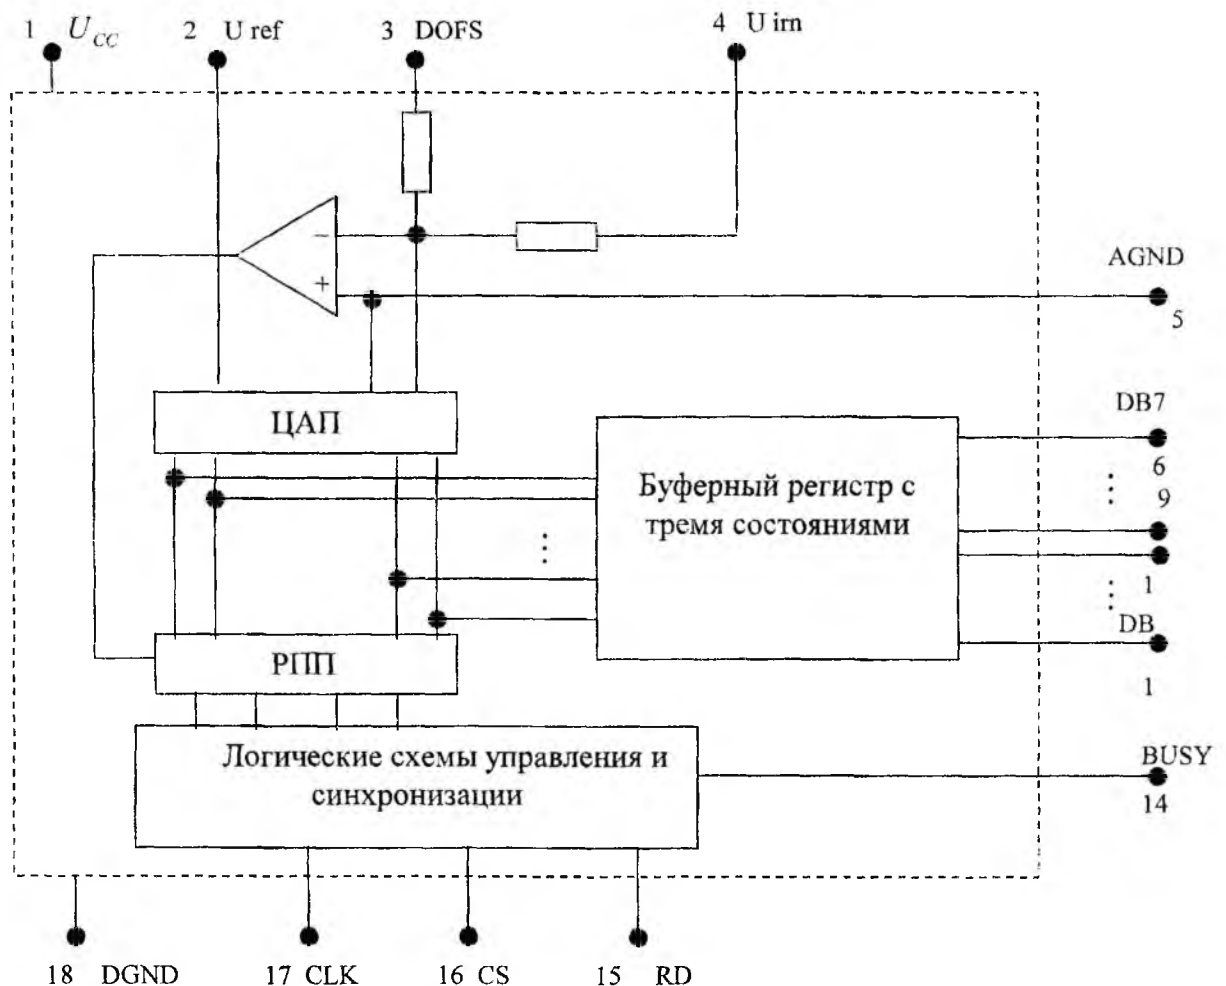 1 U_CC 2 U ref 3 DOFS 4 U irn
−
+
AGND
5
ЦАП
DB7
6
9
Буферный регистр с
тремя состояниями
⋮
⋮
1
⋮
DB
1
РПП
Логические схемы управления и
синхронизации
BUSY
14
18 DGND 17 CLK 16 CS 15 RD